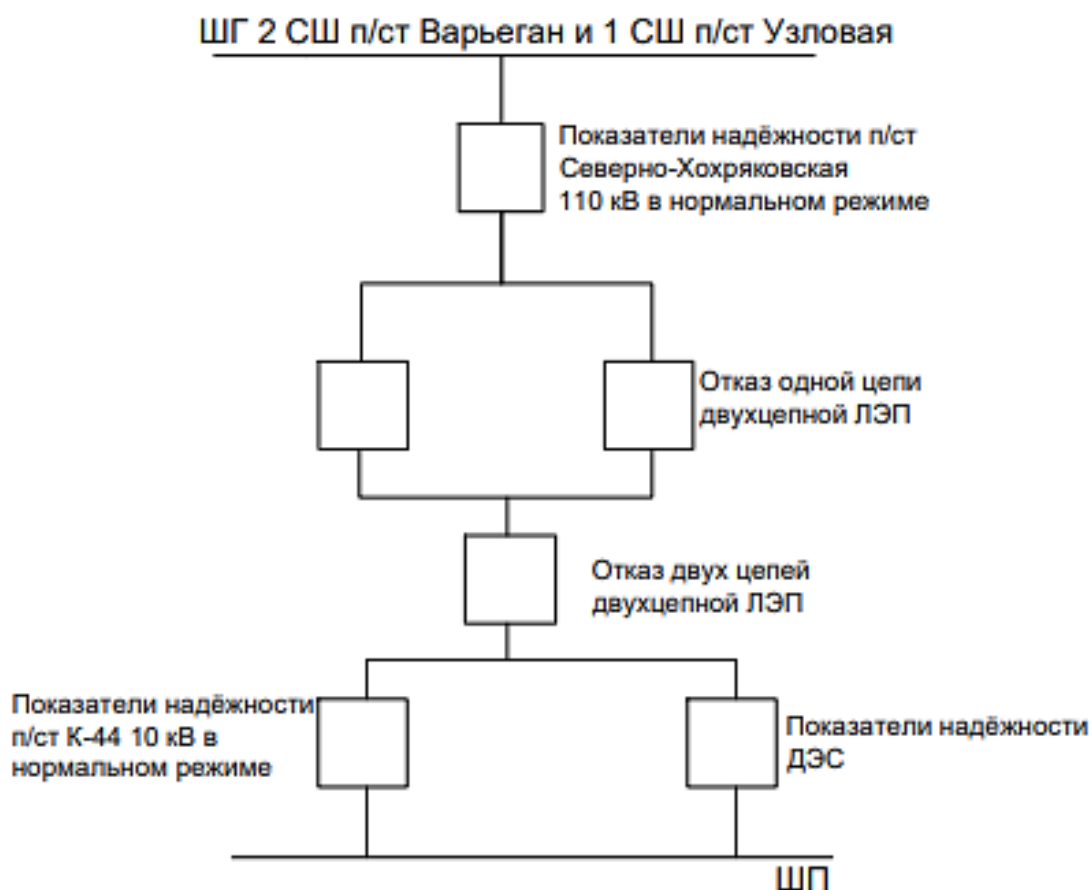 ШГ 2 СШ п/ст Варьеган и 1 СШ п/ст Узловая
Показатели надёжности п/ст
Северно-Хохряковская
110 кВ в нормальном режиме
Отказ одной цепи
двухцепной ЛЭП
Отказ двух цепей
двухцепной ЛЭП
Показатели надёжности
п/ст К-44 10 кВ в
нормальном режиме
Показатели надёжности
ДЭС
ШП